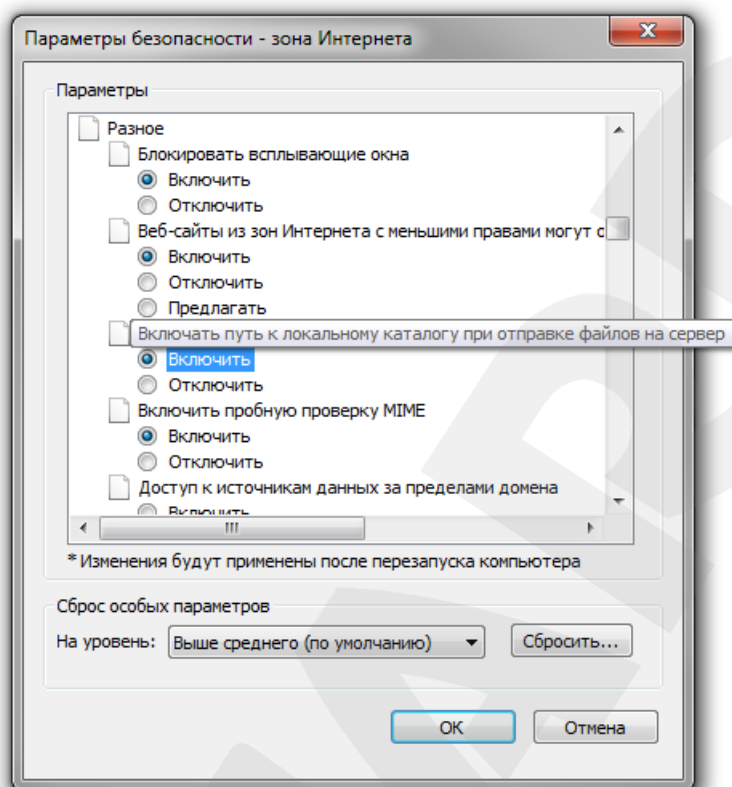 Параметры безопасности - зона Интернета
Параметры
Разное
Блокировать всплывающие окна
Включить
Отключить
Веб-сайты из зон Интернета с меньшими правами могут о
Включить
Отключить
Предлагать
Включать путь к локальному каталогу при отправке файлов на сервер
Включить
Отключить
Включить пробную проверку MIME
Включить
Отключить
Доступ к источникам данных за пределами домена
Включить
* Изменения будут применены после перезапуска компьютера
Сброс особых параметров
На уровень: Выше среднего (по умолчанию) Сбросить...
OK Отмена